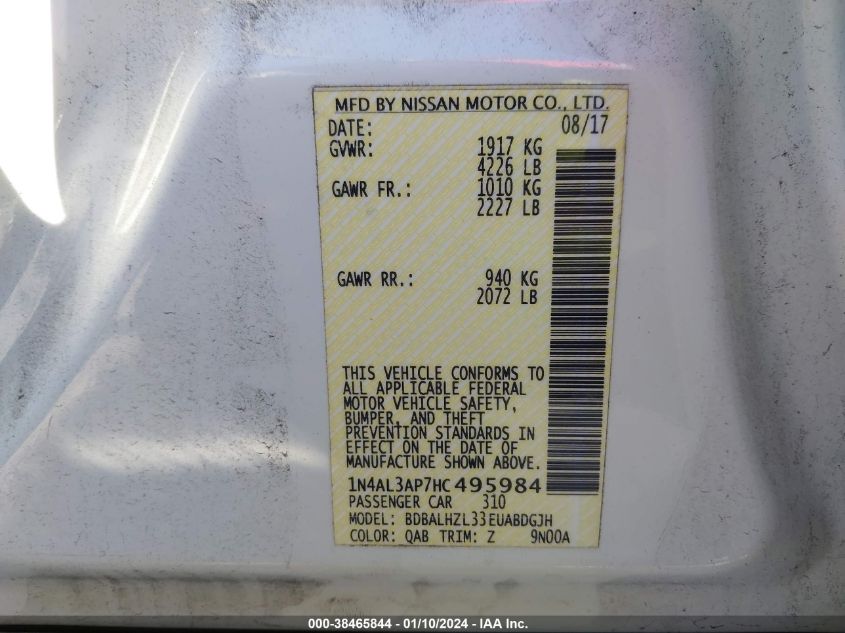 MFD BY NISSAN MOTOR CO., LTD.
DATE: 08/17
GVWR: 1917 KG
4226 LB
GAWR FR.: 1010 KG
2227 LB
GAWR RR.: 940 KG
2072 LB
THIS VEHICLE CONFORMS TO
ALL APPLICABLE FEDERAL
MOTOR VEHICLE SAFETY,
BUMPER, AND THEFT
PREVENTION STANDARDS IN
EFFECT ON THE DATE OF
MANUFACTURE SHOWN ABOVE.
1N4AL3AP7HC495984
PASSENGER CAR 310
MODEL: BDBALHZL33EUABDGJH
COLOR: QAB TRIM: Z 9N00A
000-38465844 - 01/10/2024 - IAA Inc.